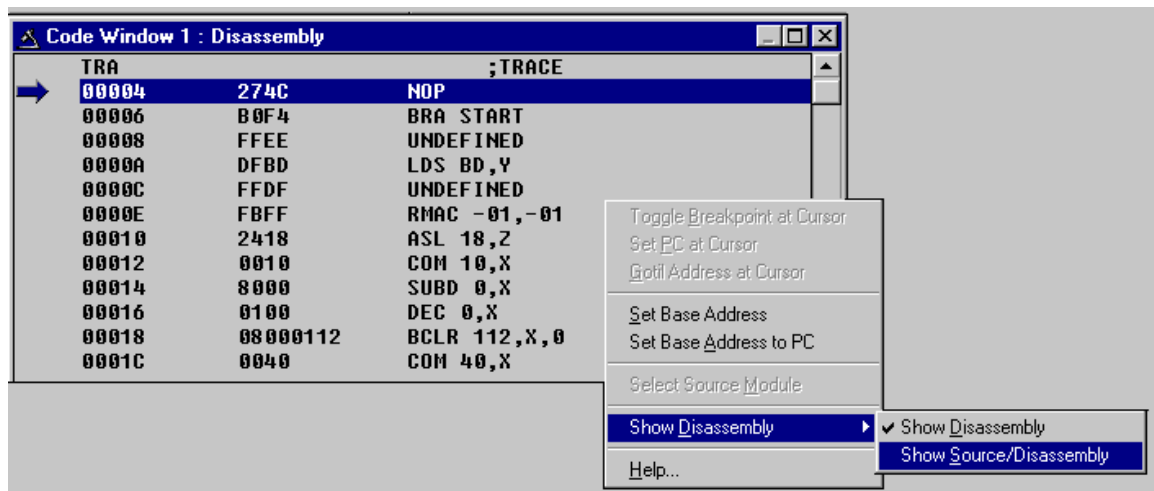 Code Window 1 : Disassembly
TRA ;TRACE
00004 274C NOP
00006 B0F4 BRA START
00008 FFEE UNDEFINED
0000A DFBD LDS BD,Y
0000C FFDF UNDEFINED
0000E FBFF RMAC -01,-01
00010 2418 ASL 18,Z
00012 0010 COM 10,X
00014 8000 SUBD 0,X
00016 0100 DEC 0,X
00018 08000112 BCLR 112,X,0
0001C 0040 COM 40,X
Toggle Breakpoint at Cursor
Set PC at Cursor
Gotil Address at Cursor
Set Base Address
Set Base Address to PC
Select Source Module
Show Disassembly
Help...
Show Disassembly
Show Source/Disassembly